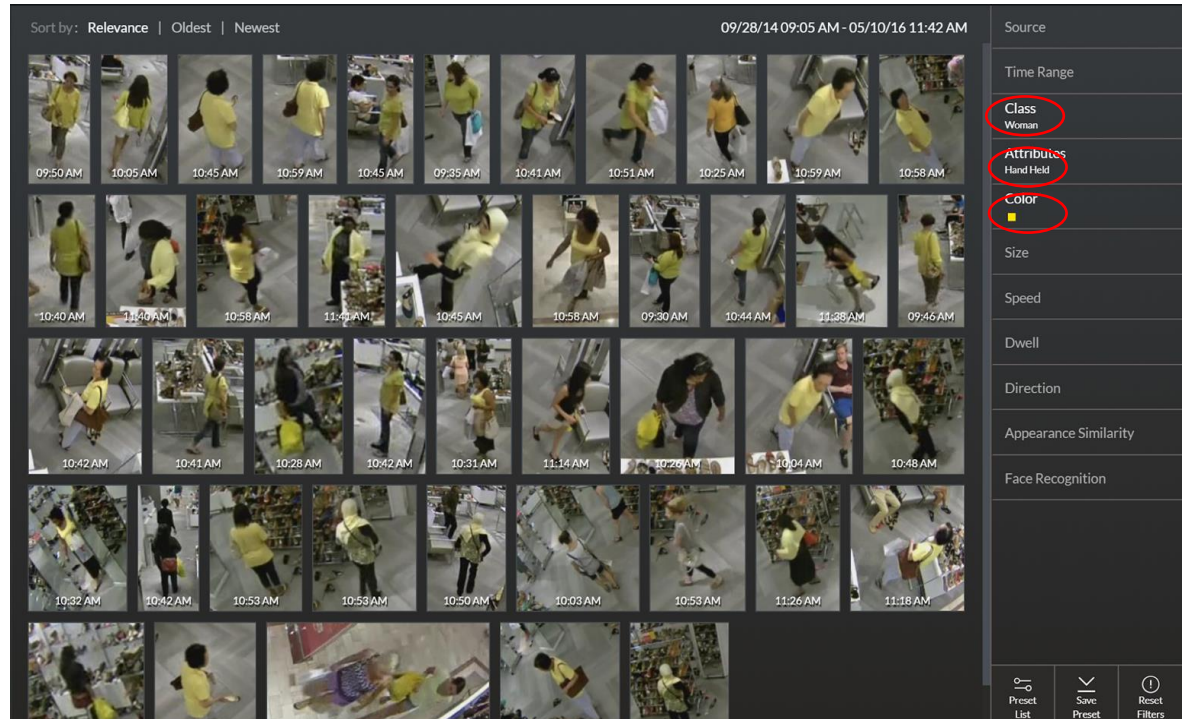 Sort by: Relevance | Oldest | Newest
09/28/14 09:05 AM - 05/10/16 11:42 AM
09:50 AM 10:05 AM 10:45 AM 10:59 AM 10:45 AM 09:35 AM 10:41 AM 10:51 AM 10:25 AM 10:59 AM 10:58 AM
10:40 AM 11:40 AM 10:58 AM 11:41 AM 10:45 AM 10:58 AM 09:30 AM 10:44 AM 11:38 AM 09:46 AM
10:42 AM 10:41 AM 10:28 AM 10:42 AM 10:31 AM 11:14 AM 10:26 AM 10:04 AM 10:48 AM
10:32 AM 10:42 AM 10:53 AM 10:53 AM 10:50 AM 10:03 AM 10:53 AM 11:26 AM 11:18 AM
Source
Time Range
Class
Woman
Attributes
Hand Held
Color
Size
Speed
Dwell
Direction
Appearance Similarity
Face Recognition
Preset List
Save Preset
Reset Filters